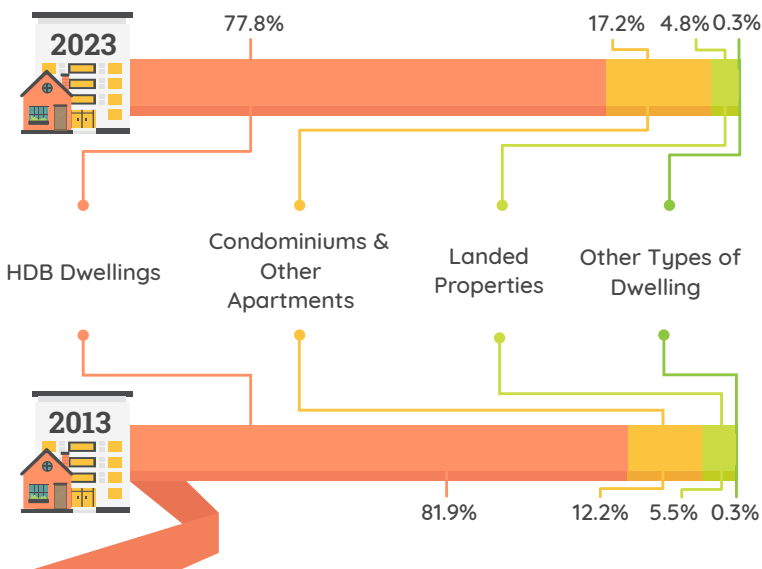 77.8%
17.2%
4.8%
0.3%
2023
HDB Dwellings
Condominiums &
Other
Apartments
Landed
Properties
Other Types of
Dwelling
2013
81.9%
12.2%
5.5%
0.3%